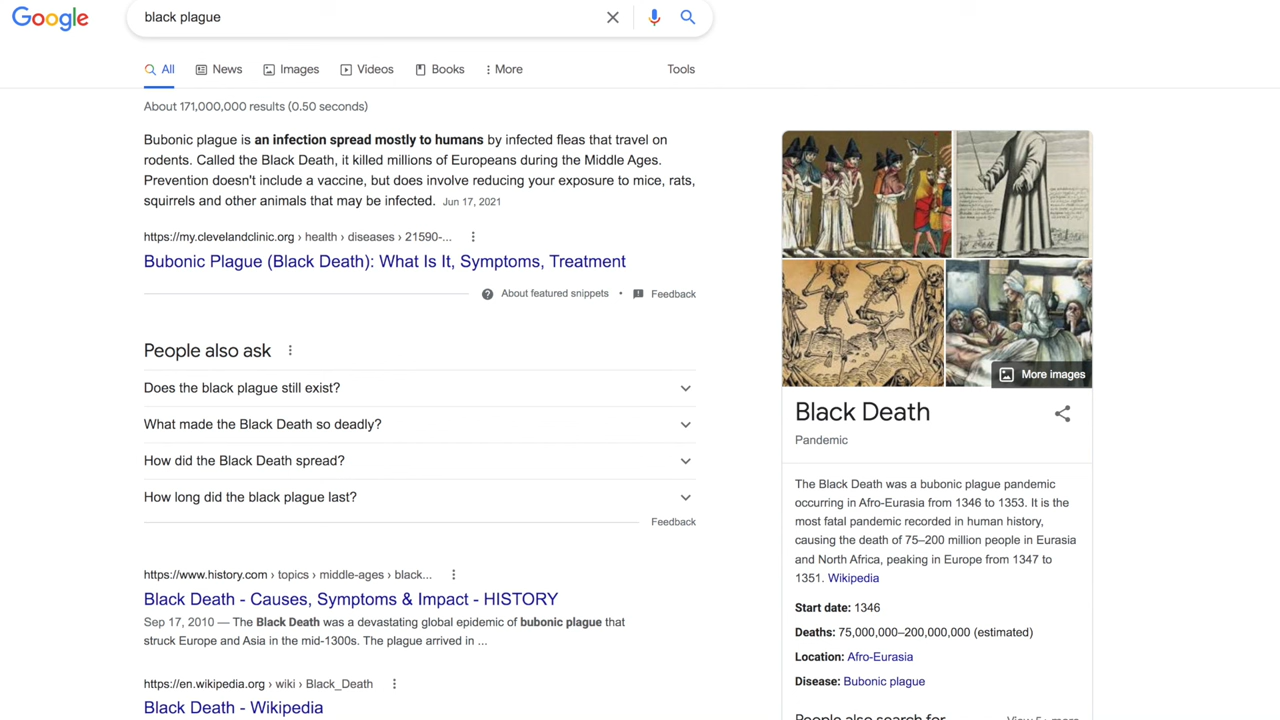 Google
black plague
All
News
Images
Videos
Books
More
Tools
About 171,000,000 results (0.50 seconds)
Bubonic plague is an infection spread mostly to humans by infected fleas that travel on
rodents. Called the Black Death, it killed millions of Europeans during the Middle Ages.
Prevention doesn't include a vaccine, but does involve reducing your exposure to mice, rats,
squirrels and other animals that may be infected. Jun 17, 2021
https://my.clevelandclinic.org › health › diseases › 21590-...
Bubonic Plague (Black Death): What Is It, Symptoms, Treatment
About featured snippets • Feedback
People also ask
Does the black plague still exist?
What made the Black Death so deadly?
How did the Black Death spread?
How long did the black plague last?
Feedback
https://www.history.com › topics › middle-ages › black...
Black Death - Causes, Symptoms & Impact - HISTORY
Sep 17, 2010 — The Black Death was a devastating global epidemic of bubonic plague that
struck Europe and Asia in the mid-1300s. The plague arrived in ...
https://en.wikipedia.org › wiki › Black_Death
Black Death - Wikipedia
More images
Black Death
Pandemic
The Black Death was a bubonic plague pandemic
occurring in Afro-Eurasia from 1346 to 1353. It is the
most fatal pandemic recorded in human history,
causing the death of 75–200 million people in Eurasia
and North Africa, peaking in Europe from 1347 to
1351. Wikipedia
Start date: 1346
Deaths: 75,000,000–200,000,000 (estimated)
Location: Afro-Eurasia
Disease: Bubonic plague
People also search for
View 5+ more